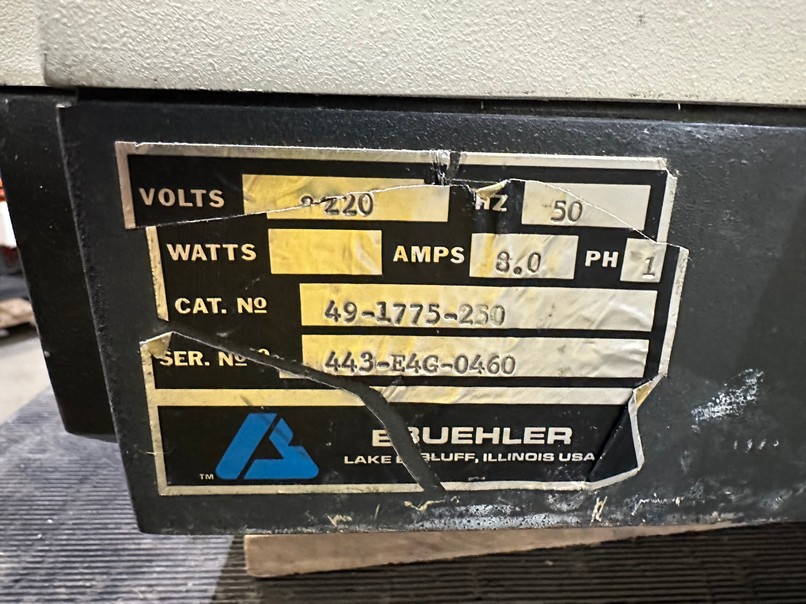 VOLTS 220 HZ 50
WATTS AMPS 8.0 PH 1
CAT. Nº 49-1775-250
SER. Nº 443-E4G-0460
BUEHLER
LAKE BLUFF, ILLINOIS USA
TM